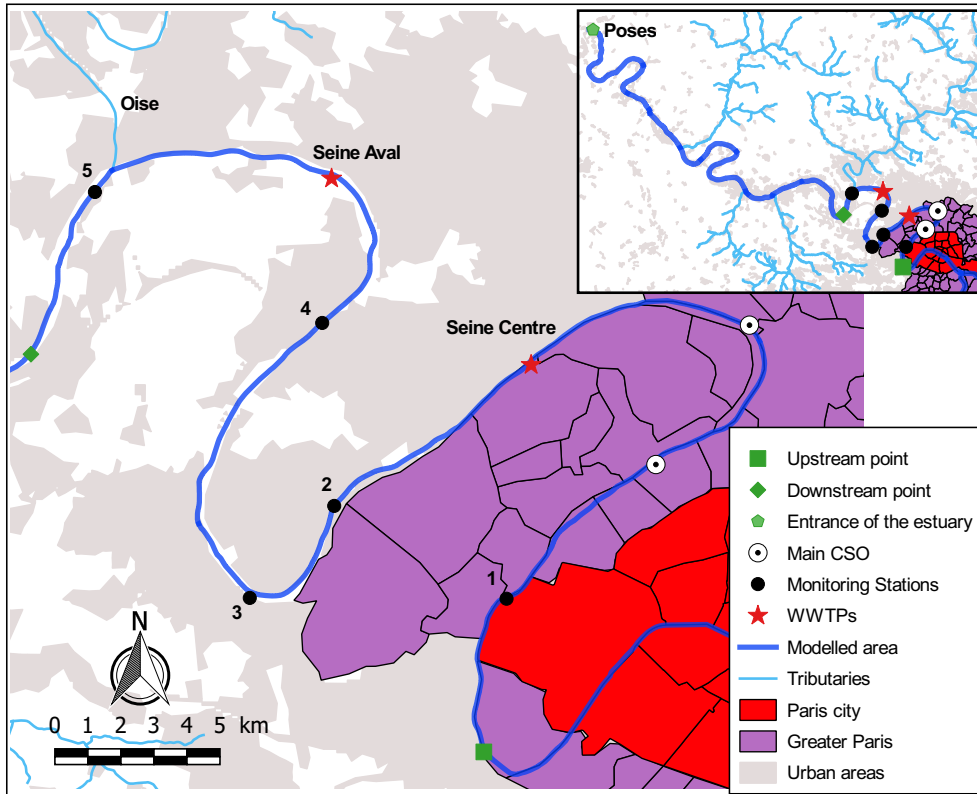 Poses
Oise
Seine Aval
5
4
Seine Centre
2
1
3
N
0 1 2 3 4 5 km
Upstream point
Downstream point
Entrance of the estuary
Main CSO
Monitoring Stations
WWTPs
Modelled area
Tributaries
Paris city
Greater Paris
Urban areas